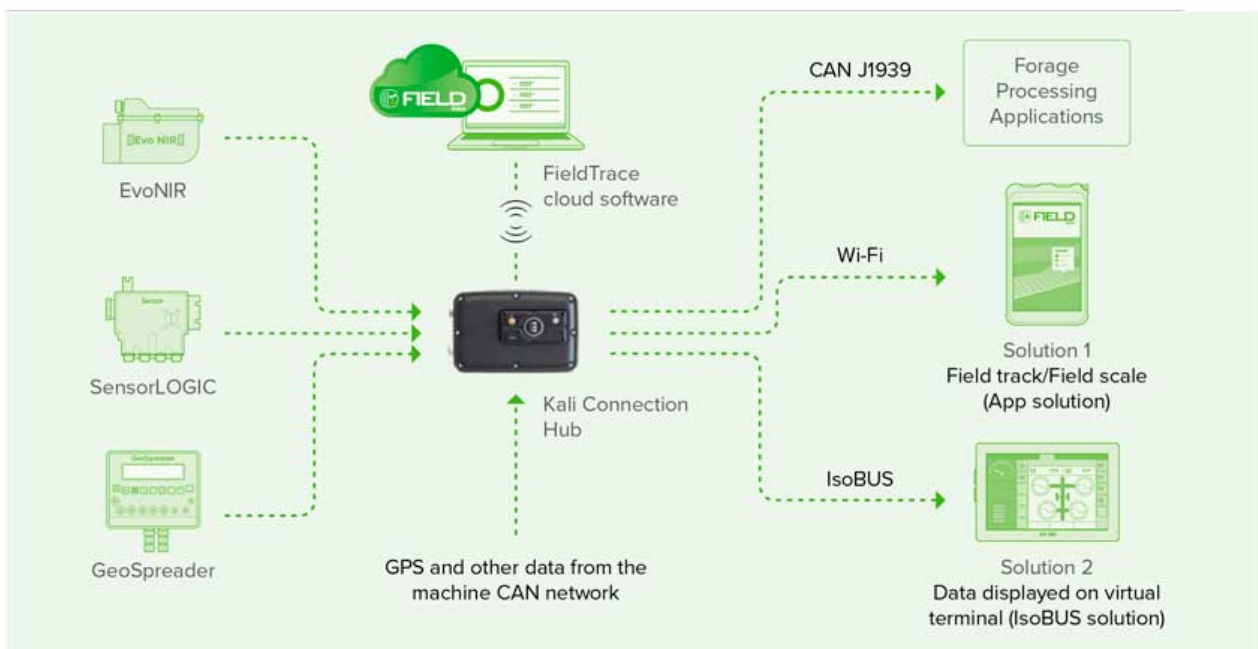 FIELD
CAN J1939
Forage
Processing
Applications
Evo NIR
EvoNIR
FieldTrace
cloud software
FIELD
Wi-Fi
Sensor
SensorLOGIC
Kali Connection
Hub
Solution 1
Field track/Field scale
(App solution)
GeoSpreader
IsoBUS
GeoSpreader
GPS and other data from the
machine CAN network
Solution 2
Data displayed on virtual
terminal (IsoBUS solution)